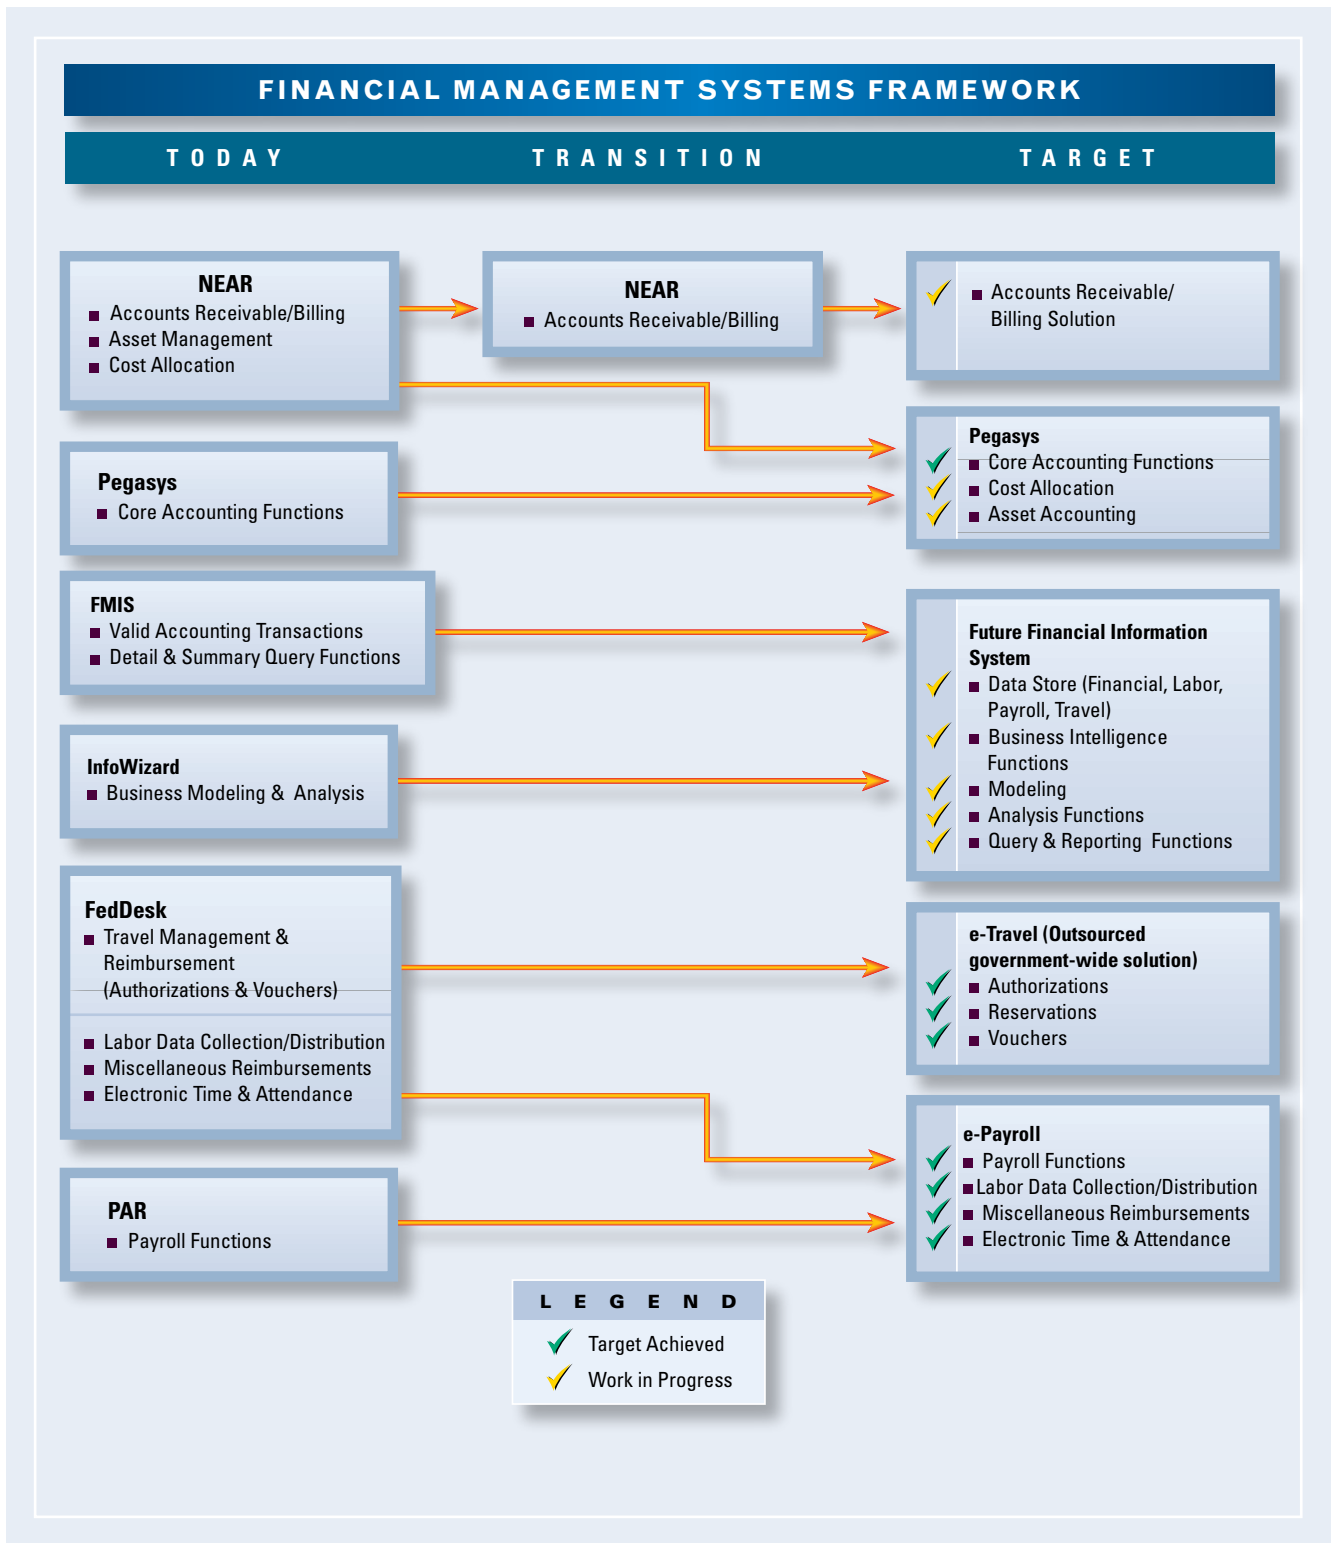 FINANCIAL MANAGEMENT SYSTEMS FRAMEWORK
TODAY TRANSITION TARGET
NEAR
Accounts Receivable/Billing
Asset Management
Cost Allocation
NEAR
Accounts Receivable/Billing
Accounts Receivable/
Billing Solution
Pegasys
Core Accounting Functions
Pegasys
Core Accounting Functions
Cost Allocation
Asset Accounting
FMIS
Valid Accounting Transactions
Detail & Summary Query Functions
InfoWizard
Business Modeling & Analysis
Future Financial Information
System
Data Store (Financial, Labor,
Payroll, Travel)
Business Intelligence
Functions
Modeling
Analysis Functions
Query & Reporting Functions
FedDesk
Travel Management &
Reimbursement
(Authorizations & Vouchers)
Labor Data Collection/Distribution
Miscellaneous Reimbursements
Electronic Time & Attendance
e-Travel (Outsourced
government-wide solution)
Authorizations
Reservations
Vouchers
PAR
Payroll Functions
e-Payroll
Payroll Functions
Labor Data Collection/Distribution
Miscellaneous Reimbursements
Electronic Time & Attendance
LEGEND
Target Achieved
Work in Progress